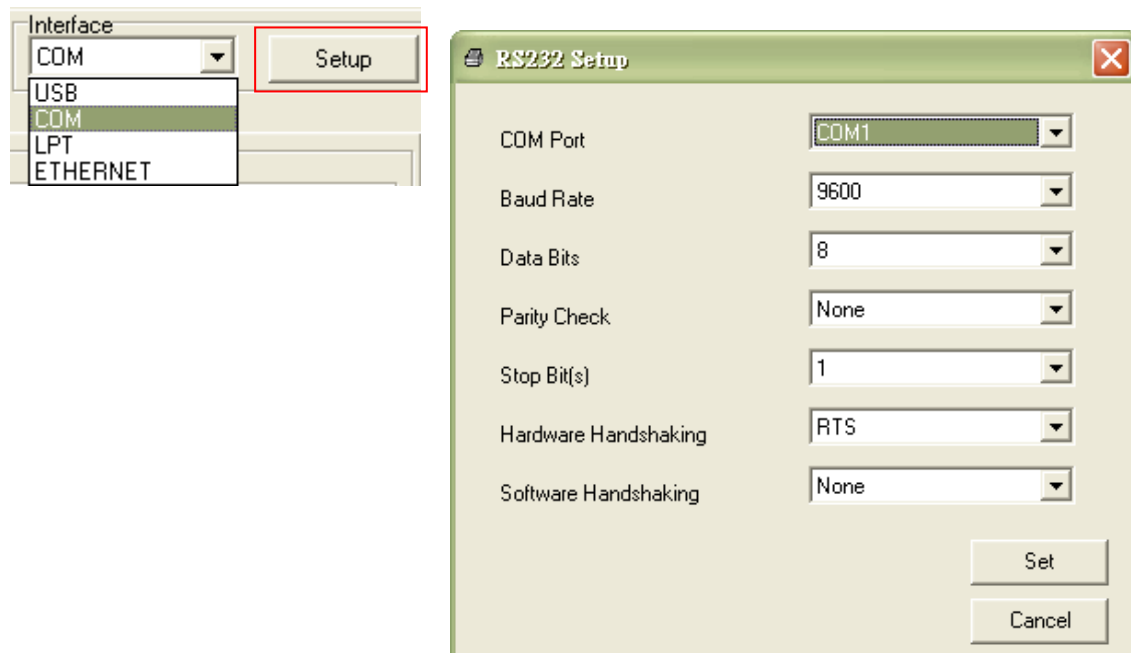 Interface
COM
Setup
USB
COM
LPT
ETHERNET
RS232 Setup
COM Port
COM1
Baud Rate
9600
Data Bits
8
Parity Check
None
Stop Bit(s)
1
Hardware Handshaking
RTS
Software Handshaking
None
Set
Cancel